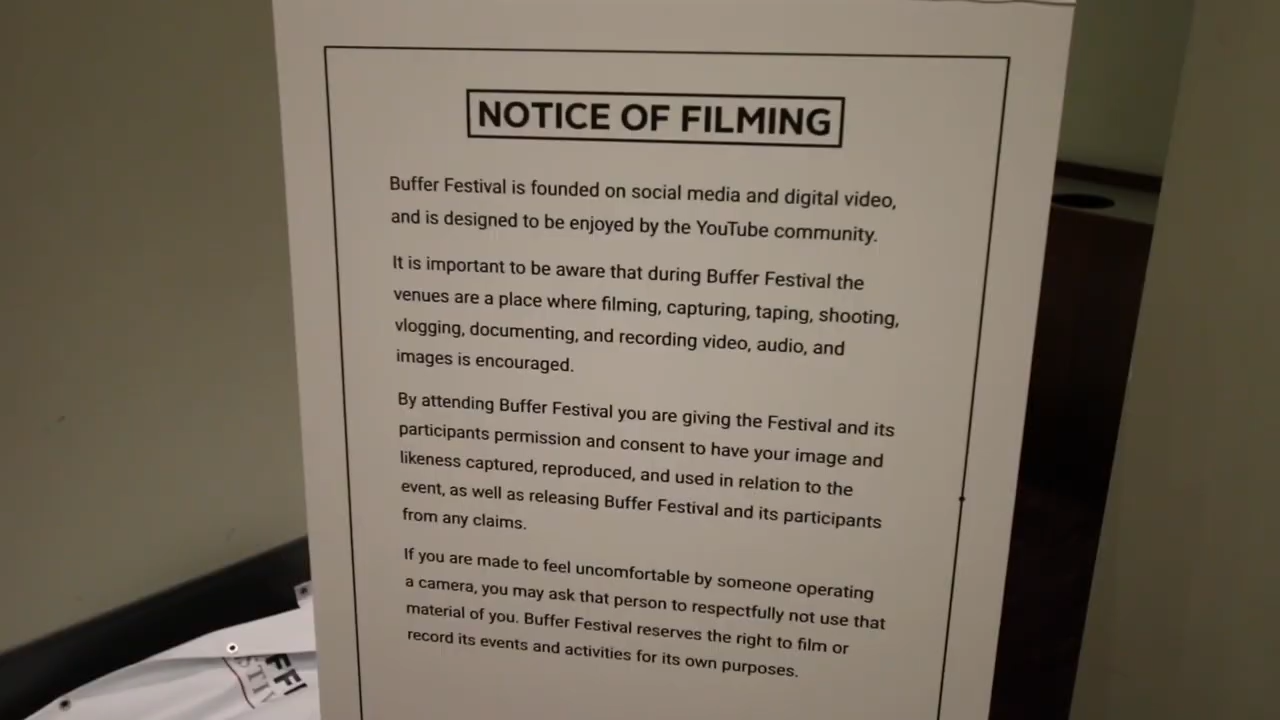 NOTICE OF FILMING
Buffer Festival is founded on social media and digital video,
and is designed to be enjoyed by the YouTube community.
It is important to be aware that during Buffer Festival the
venues are a place where filming, capturing, taping, shooting,
vlogging, documenting, and recording video, audio, and
images is encouraged.
By attending Buffer Festival you are giving the Festival and its
participants permission and consent to have your image and
likeness captured, reproduced, and used in relation to the
event, as well as releasing Buffer Festival and its participants
from any claims.
If you are made to feel uncomfortable by someone operating
a camera, you may ask that person to respectfully not use that
material of you. Buffer Festival reserves the right to film or
record its events and activities for its own purposes.